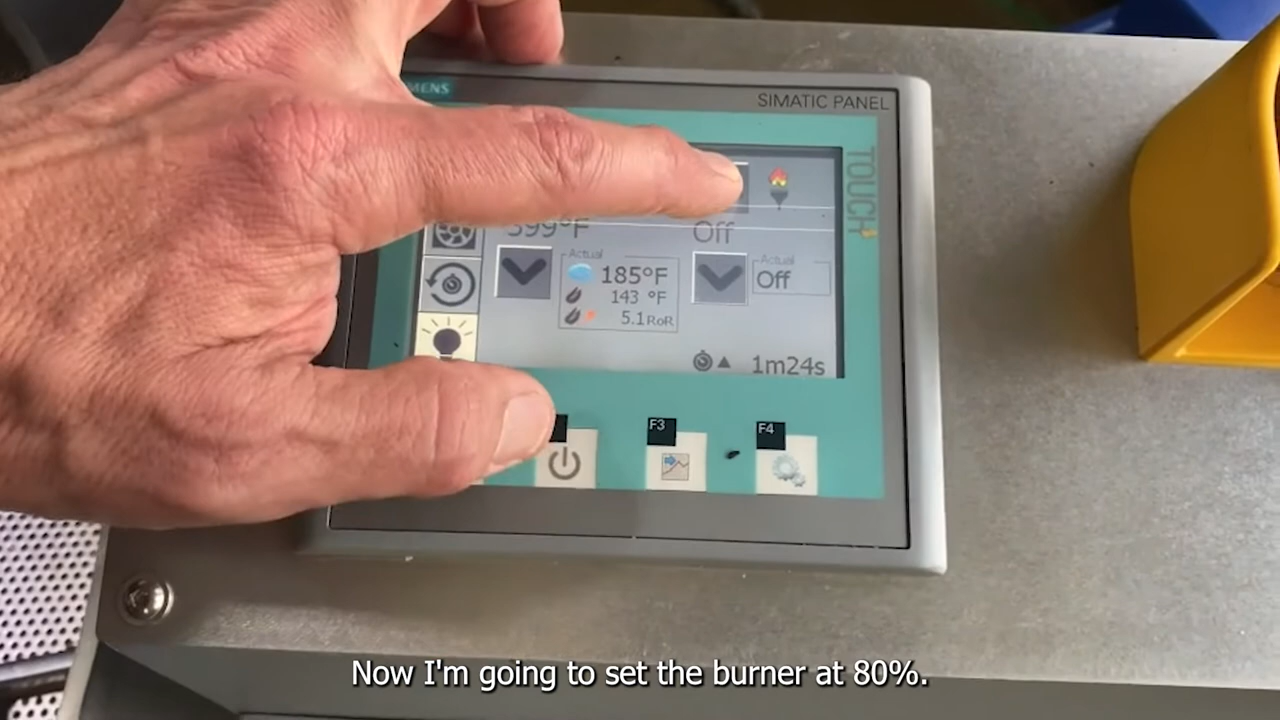 MENS
SIMATIC PANEL
TOUCH
399°F
Off
Actual
185°F
143 °F
5.1RoR
Actual
Off
1m24s
F3
F4
Now I'm going to set the burner at 80%.